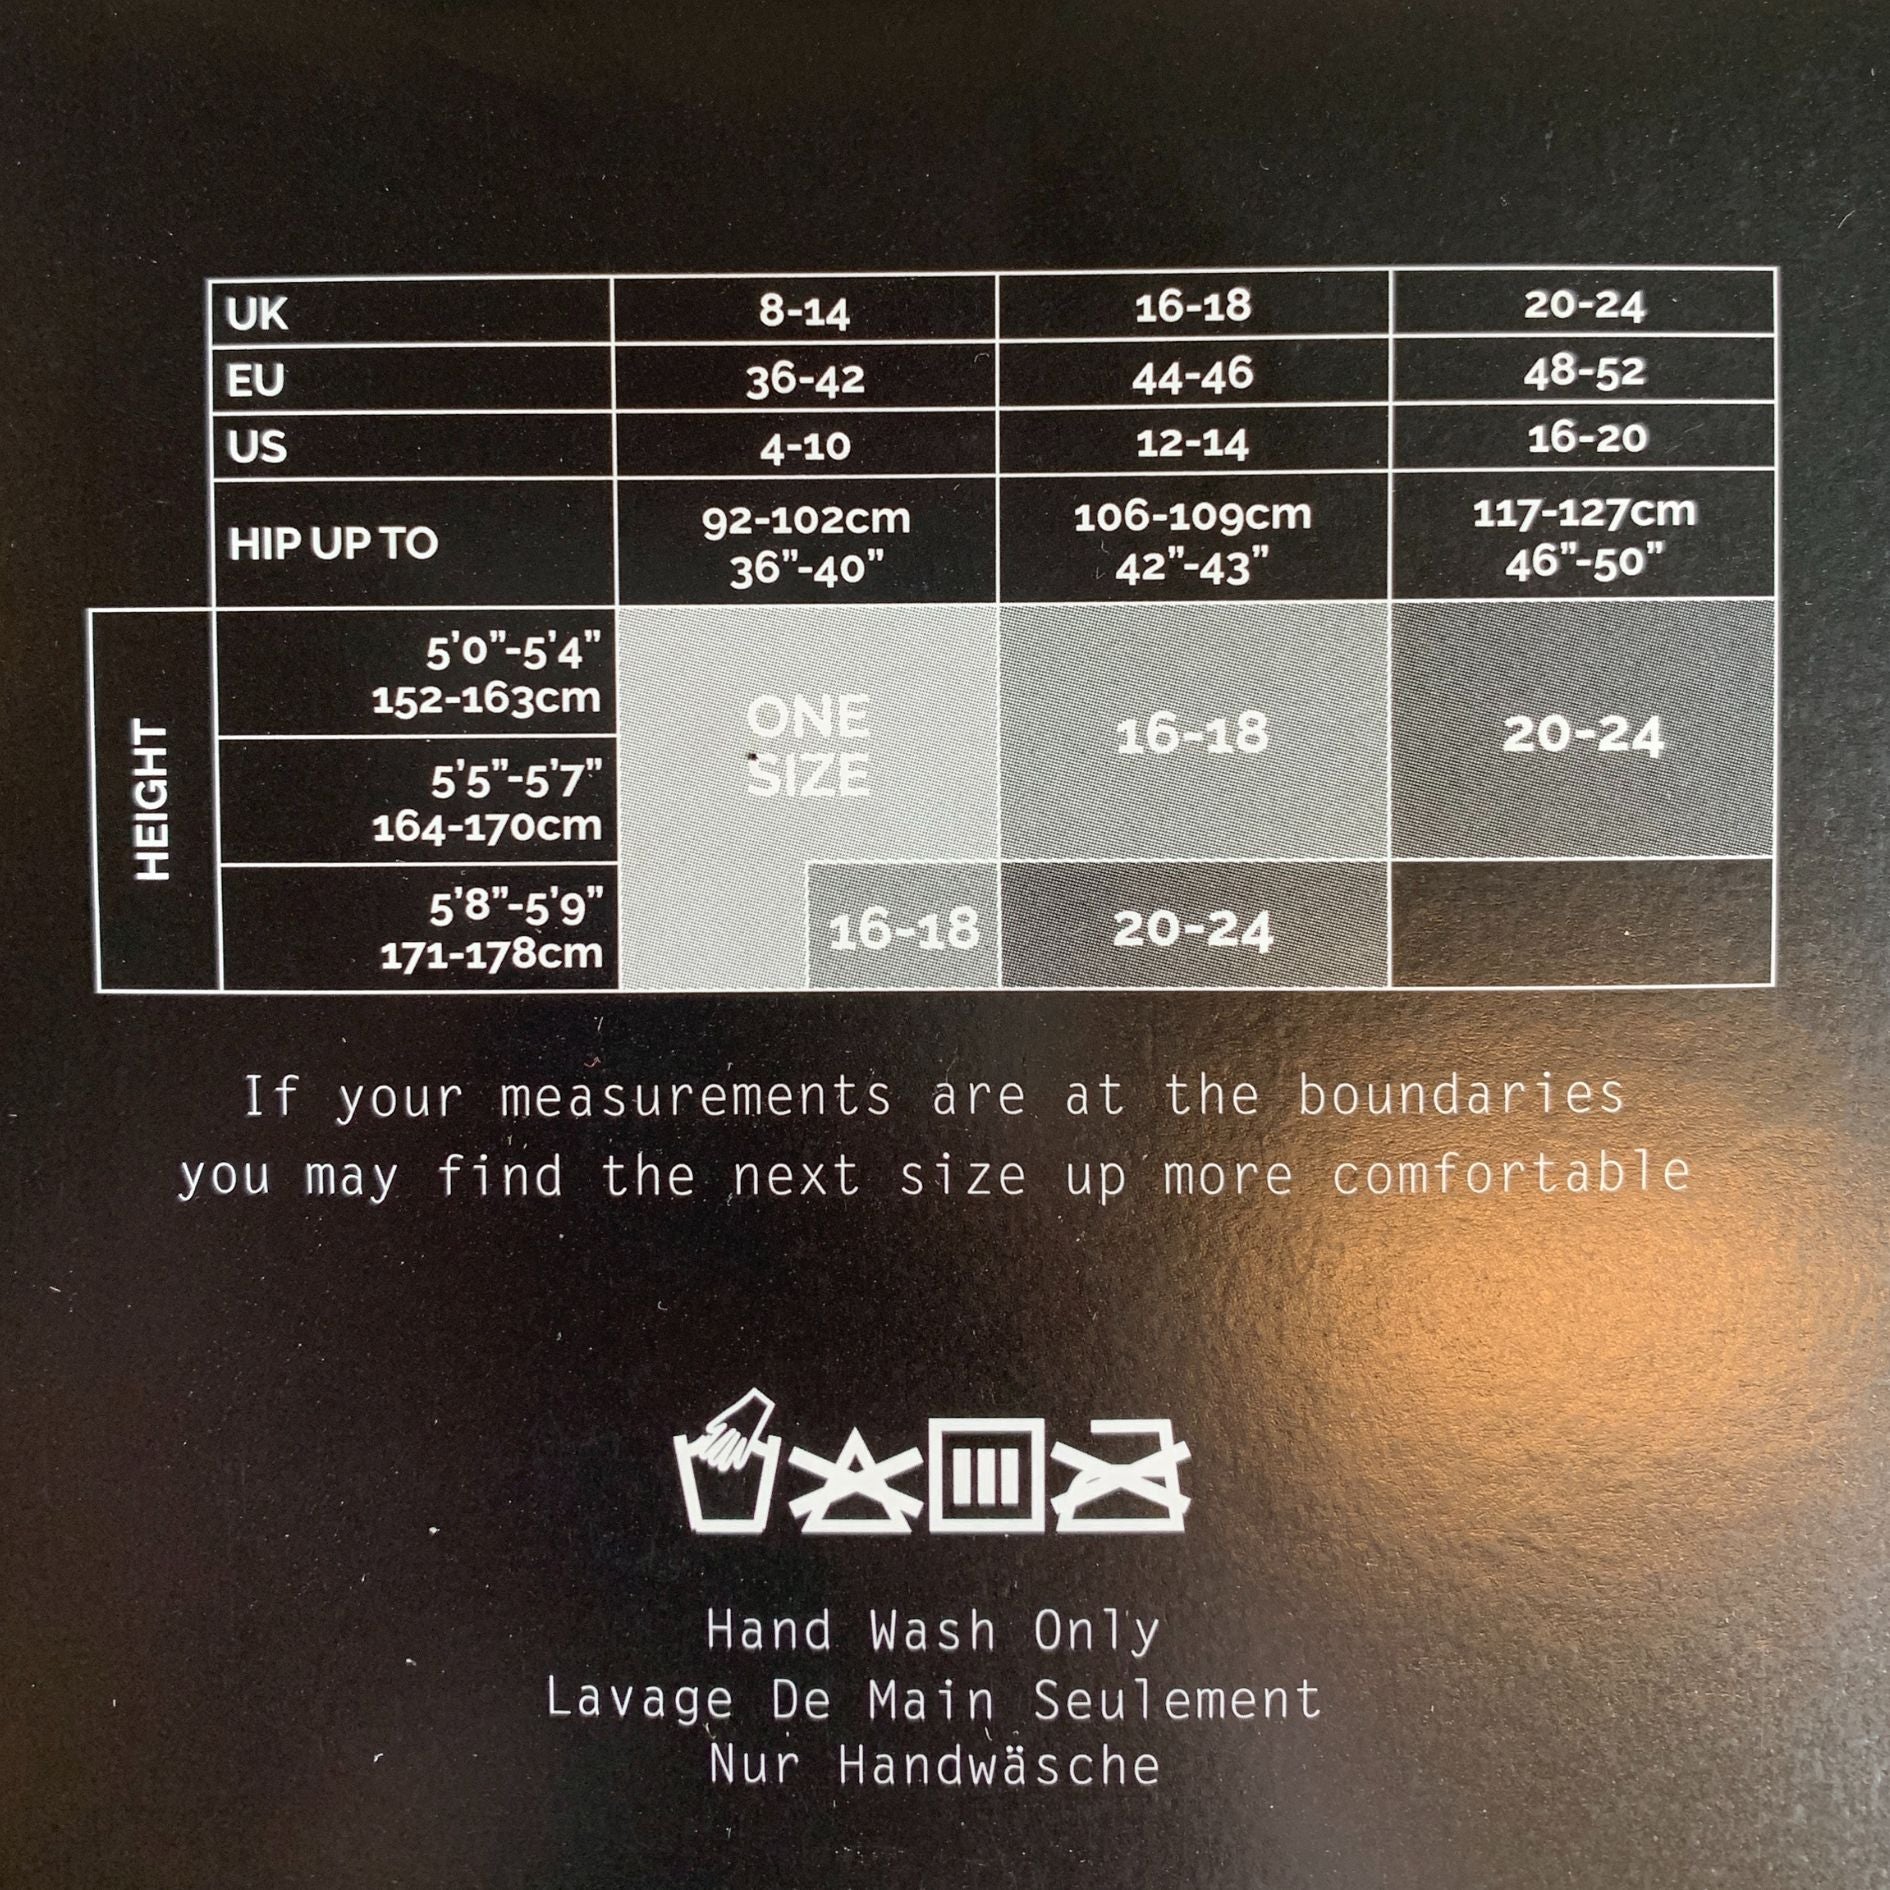 UK 8-14 16-18 20-24
EU 36-42 44-46 48-52
US 4-10 12-14 16-20
HIP UP TO 92-102cm 106-109cm 117-127cm
36”-40” 42”-43” 46”-50”
HEIGHT
5’0”-5’4”
152-163cm
5’5”-5’7”
164-170cm
5’8”-5’9”
171-178cm
ONE
SIZE
16-18
20-24
16-18
20-24
If your measurements are at the boundaries
you may find the next size up more comfortable
Hand Wash Only
Lavage De Main Seulement
Nur Handwäsche